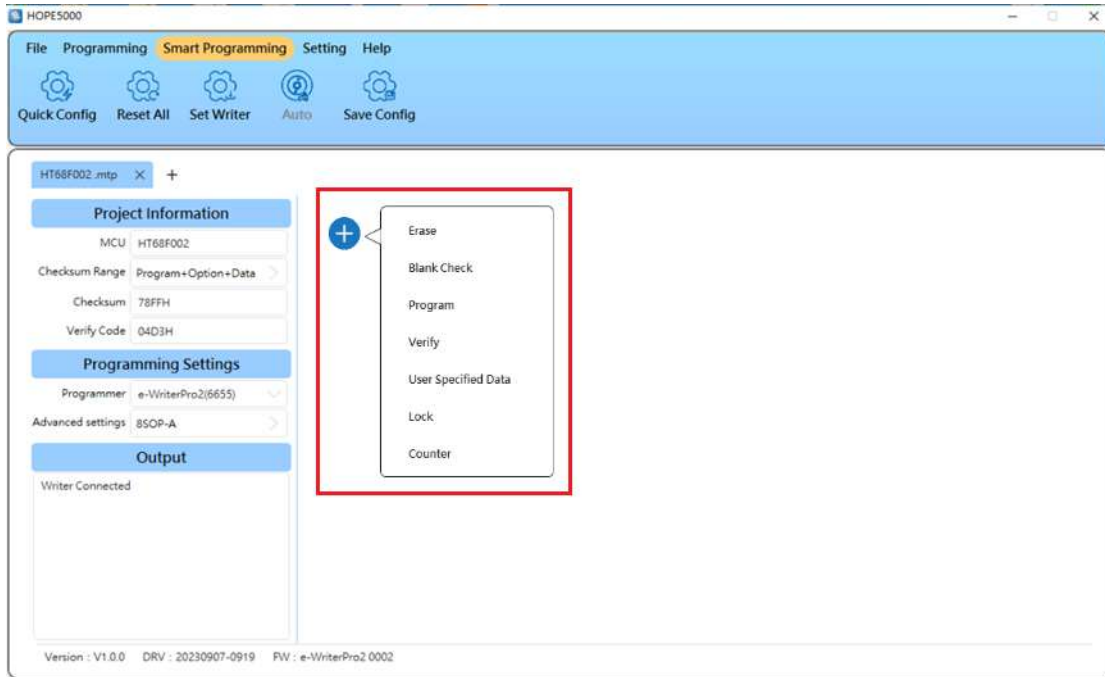 HOPE5000
File Programming Smart Programming Setting Help
Quick Config Reset All Set Writer Auto Save Config
HT68F002 .mtp
Project Information
MCU HT68F002
Checksum Range Program+Option+Data
Checksum 78FFH
Verify Code 04D3H
Programming Settings
Programmer e-WriterPro2(6655)
Advanced settings 8SOP-A
Output
Writer Connected
Erase
Blank Check
Program
Verify
User Specified Data
Lock
Counter
Version : V1.0.0 DRV : 20230907-0919 FW : e-WriterPro2 0002